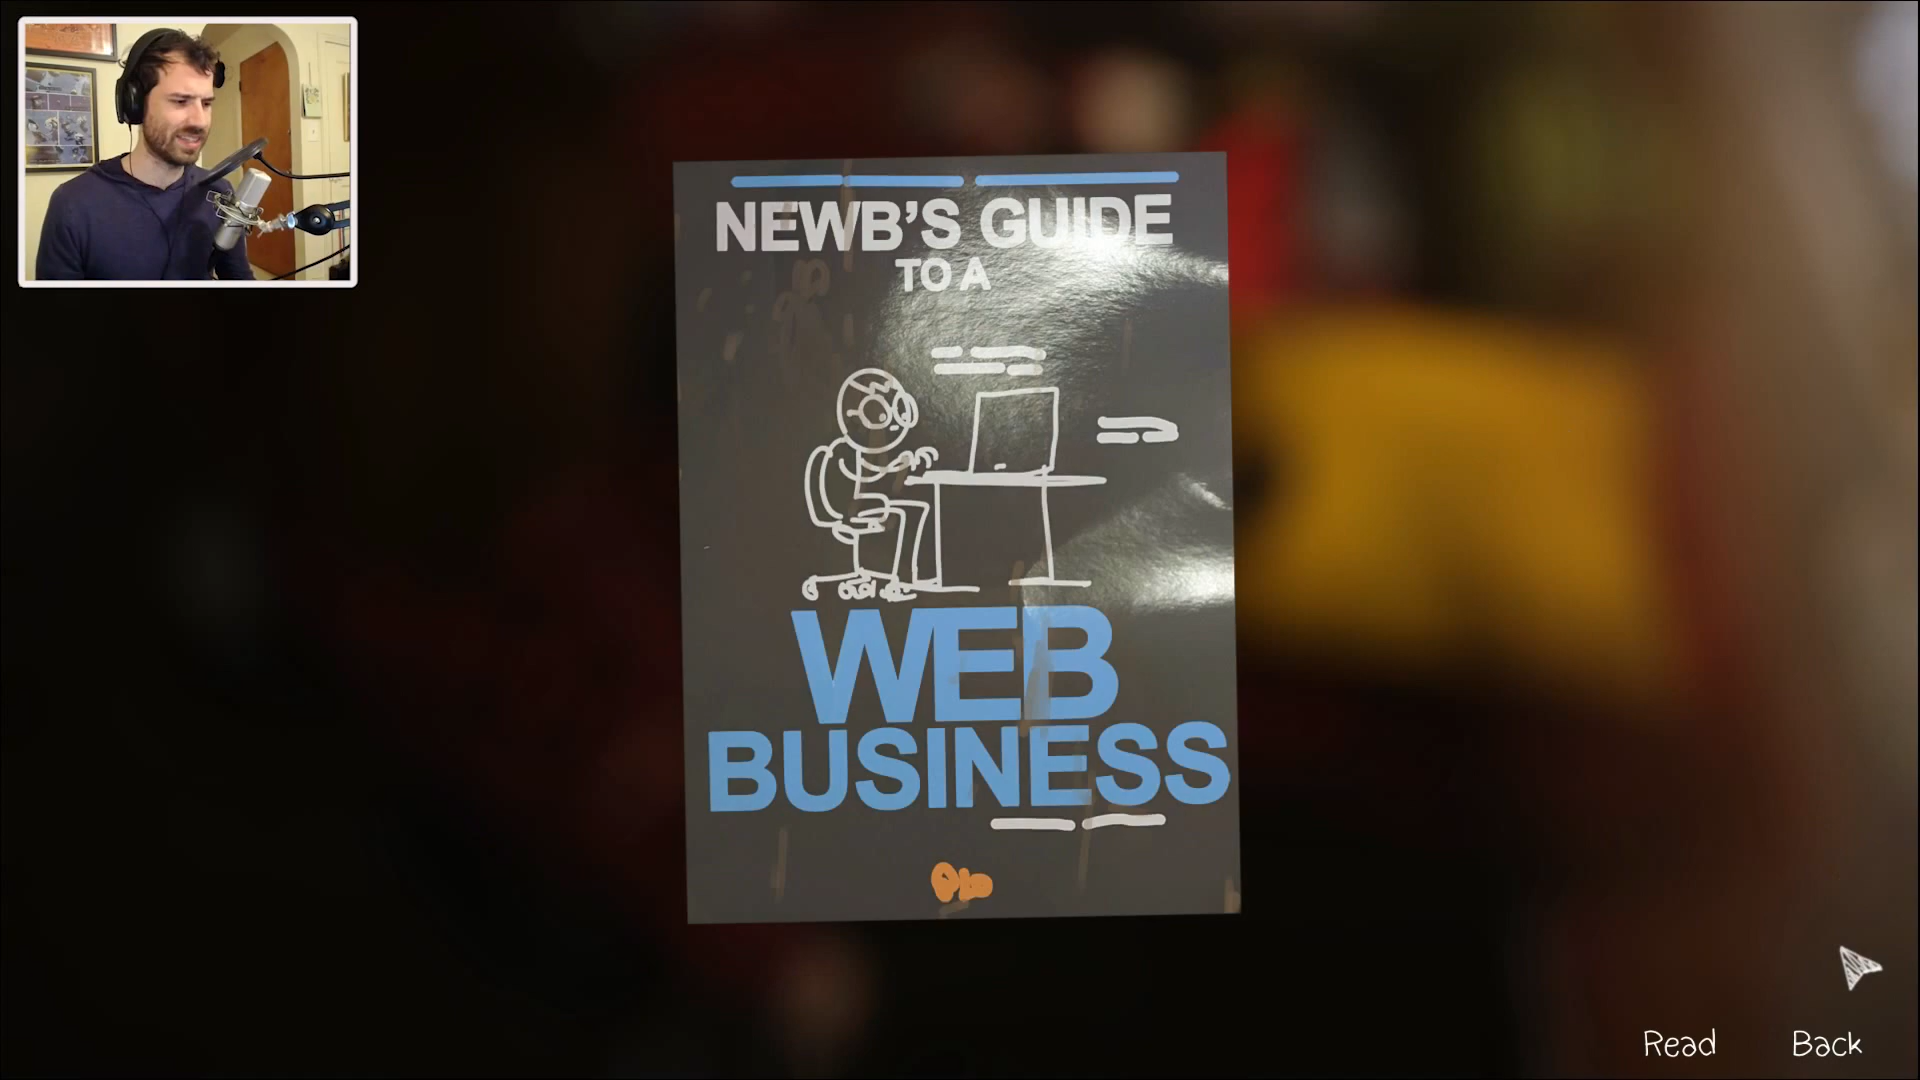 NEWB'S GUIDE
TO A
WEB
BUSINESS
Read Back